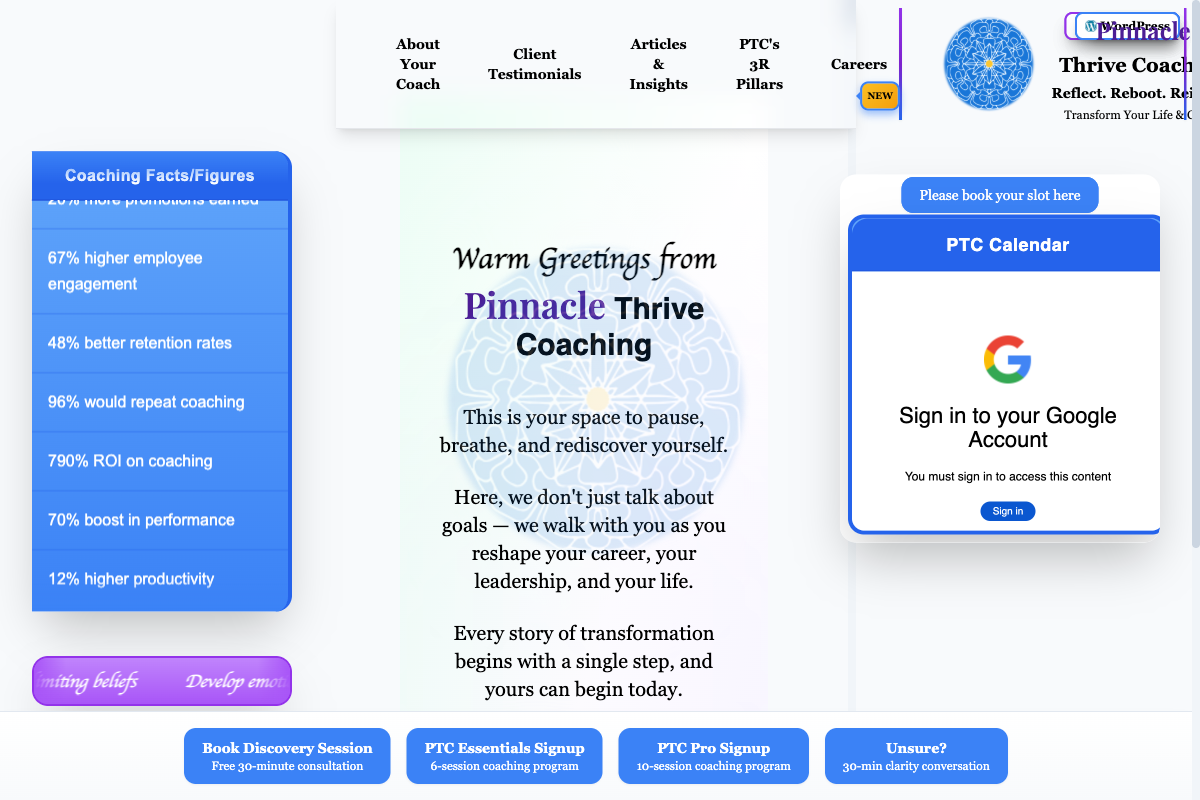 About
Your
Coach
Client
Testimonials
Articles
&
Insights
PTC's
3R
Pillars
Careers
NEW
WordPress
Pinnacle
Thrive Coach
Reflect. Reboot.
Transform Your Life &
Coaching Facts/Figures
20% more promotions earned
67% higher employee
engagement
48% better retention rates
96% would repeat coaching
790% ROI on coaching
70% boost in performance
12% higher productivity
beliefs
Develop
Warm Greetings from
Pinnacle Thrive
Coaching
This is your space to pause,
breathe, and rediscover yourself.
Here, we don't just talk about
goals — we walk with you as you
reshape your career, your
leadership, and your life.
Every story of transformation
begins with a single step, and
yours can begin today.
Please book your slot here
PTC Calendar
Sign in to your Google
Account
You must sign in to access this content
Sign in
Book Discovery Session
Free 30-minute consultation
PTC Essentials Signup
6-session coaching program
PTC Pro Signup
10-session coaching program
Unsure?
30-min clarity conversation